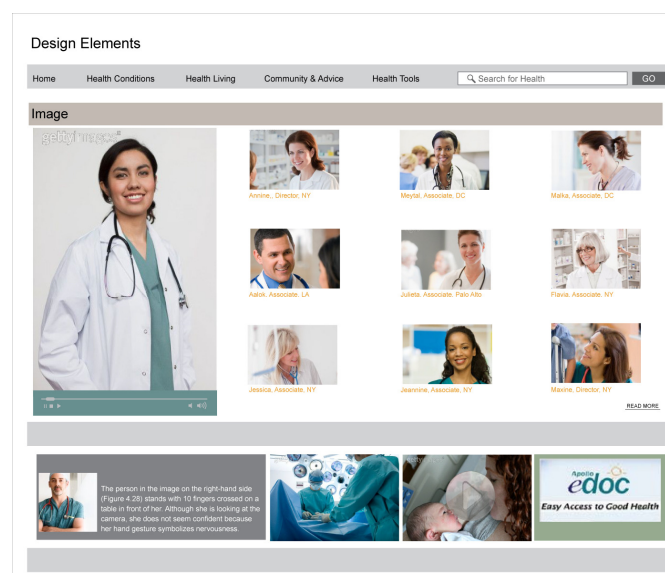 Design Elements
Home Health Conditions Health Living Community & Advice Health Tools Search for Health GO
Image
gettyimages®
Annine., Director, NY
Meytal, Associate, DC
Malka, Associate, DC
Aalok, Associate, LA
Julieta, Associate, Palo Alto
Flavia, Associate, NY
Jessica, Associate, NY
Jeannine, Associate, NY
Maxine, Director, NY
READ MORE
The person in the image on the right-hand side
(Figure 4.28) stands with 10 fingers crossed on a
table in front of her. Although she is looking at the
camera, she does not seem confident because
her hand gesture symbolizes nervousness.
Apollo
edoc
Easy Access to Good Health